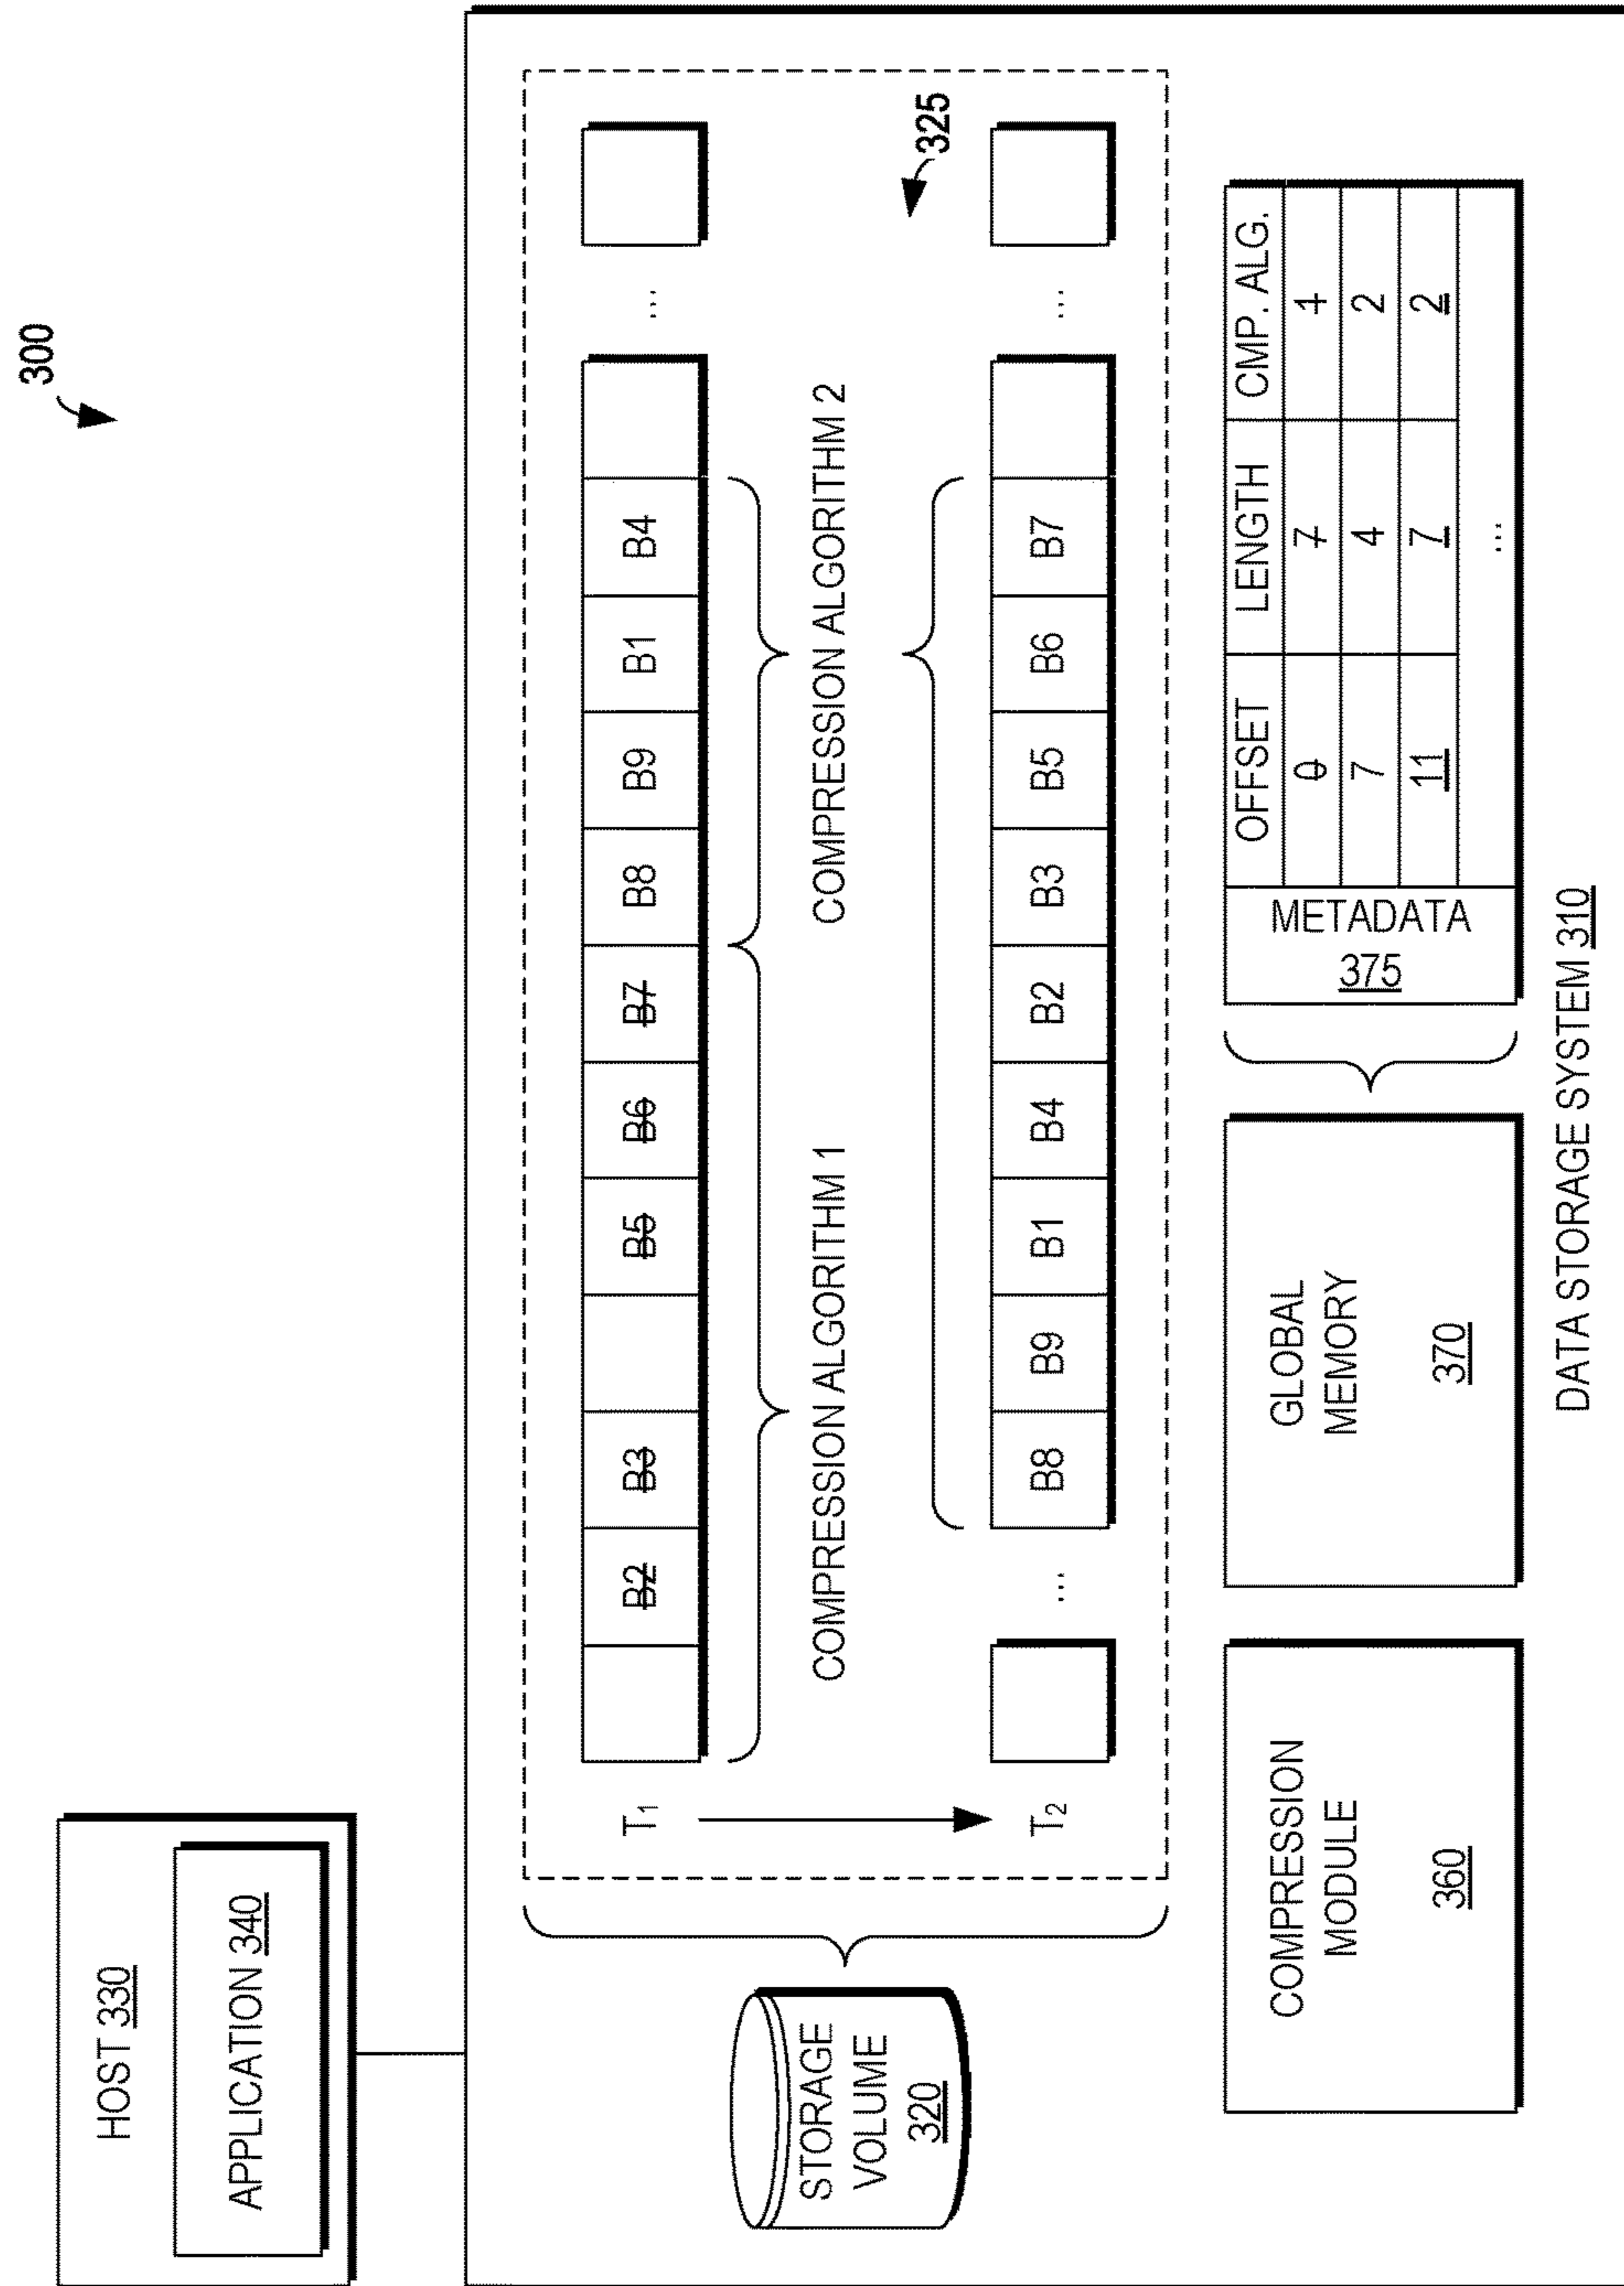 300
HOST 330
APPLICATION 340
STORAGE
VOLUME
320
T1
B2 B3 B5 B6 B7 B8 B9 B1 B4 ...
COMPRESSION ALGORITHM 1
COMPRESSION ALGORITHM 2
325
T2
... B8 B9 B1 B4 B2 B3 B5 B6 B7 ...
COMPRESSION
MODULE
360
GLOBAL
MEMORY
370
METADATA
375
OFFSET LENGTH CMP. ALG.
0 7 1
7 4 2
11 7 2
...
DATA STORAGE SYSTEM 310